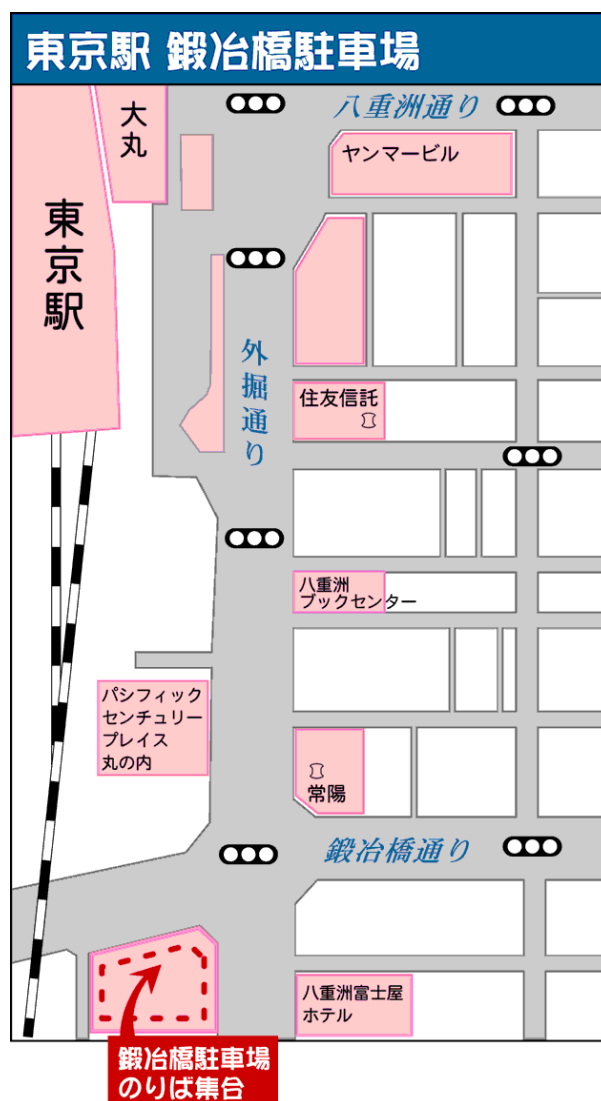 東京駅 鍛冶橋駐車場
八重洲通り
大丸
ヤンマービル
東京駅
外堀通り
住友信託
八重洲
ブックセンター
パシフィック
センチュリー
プレイス
丸の内
常陽
鍛冶橋通り
八重洲富士屋
ホテル
鍛冶橋駐車場
のりば集合